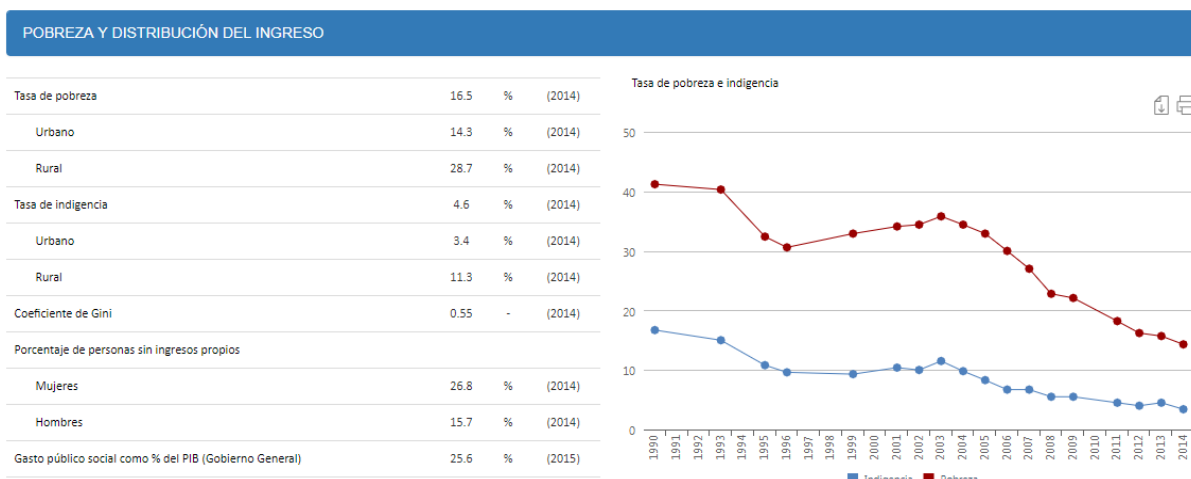 POBREZA Y DISTRIBUCIÓN DEL INGRESO
Tasa de pobreza 16.5 % (2014)
Urbano 14.3 % (2014)
Rural 28.7 % (2014)
Tasa de indigencia 4.6 % (2014)
Urbano 3.4 % (2014)
Rural 11.3 % (2014)
Coeficiente de Gini 0.55 - (2014)
Porcentaje de personas sin ingresos propios
Mujeres 26.8 % (2014)
Hombres 15.7 % (2014)
Gasto público social como % del PIB (Gobierno General) 25.6 % (2015)
Tasa de pobreza e indigencia
50
40
30
20
10
0
1990 1991 1992 1993 1994 1995 1996 1997 1998 1999 2000 2001 2002 2003 2004 2005 2006 2007 2008 2009 2010 2011 2012 2013 2014
Indigencia Pobreza